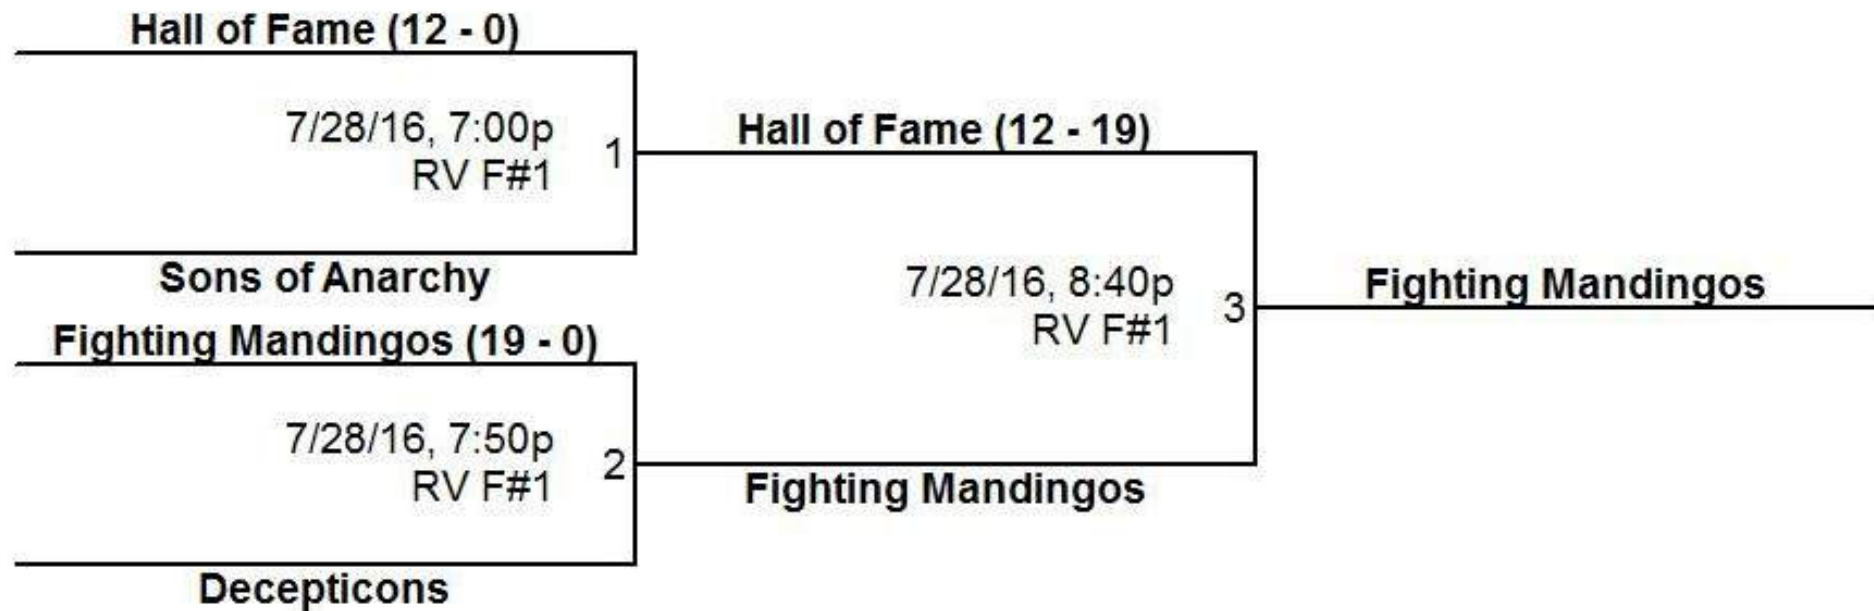 Hall of Fame (12 - 0)
7/28/16, 7:00p
RV F#1
1
Sons of Anarchy
Fighting Mandingos (19 - 0)
7/28/16, 7:50p
RV F#1
2
Decepticons
Hall of Fame (12 - 19)
7/28/16, 8:40p
RV F#1
3
Fighting Mandingos
Fighting Mandingos